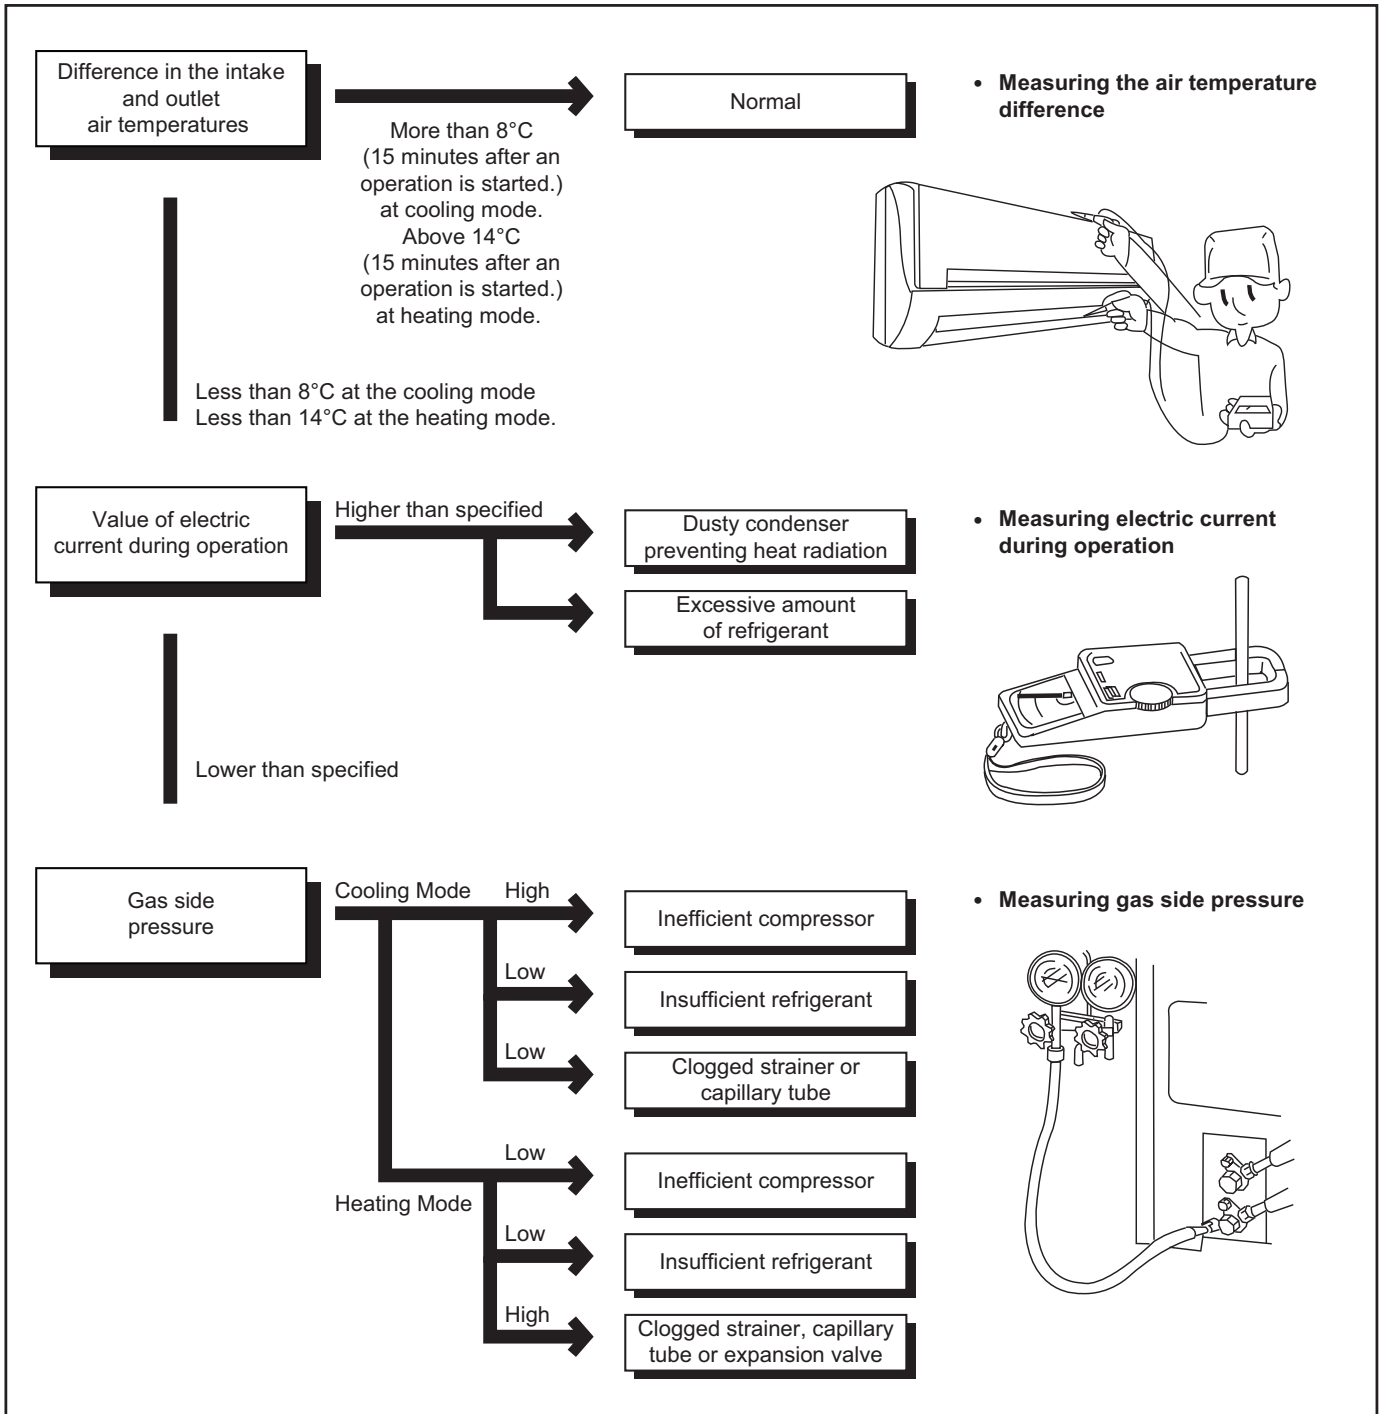 Difference in the intake
and outlet
air temperatures
More than 8°C
(15 minutes after an
operation is started.)
at cooling mode.
Above 14°C
(15 minutes after an
operation is started.)
at heating mode.
Normal
• Measuring the air temperature
difference
Less than 8°C at the cooling mode
Less than 14°C at the heating mode.
Value of electric
current during operation
Higher than specified
Dusty condenser
preventing heat radiation
Excessive amount
of refrigerant
• Measuring electric current
during operation
Lower than specified
Gas side
pressure
Cooling Mode
High
Inefficient compressor
Low
Insufficient refrigerant
Low
Clogged strainer or
capillary tube
• Measuring gas side pressure
Heating Mode
Low
Inefficient compressor
Low
Insufficient refrigerant
High
Clogged strainer, capillary
tube or expansion valve